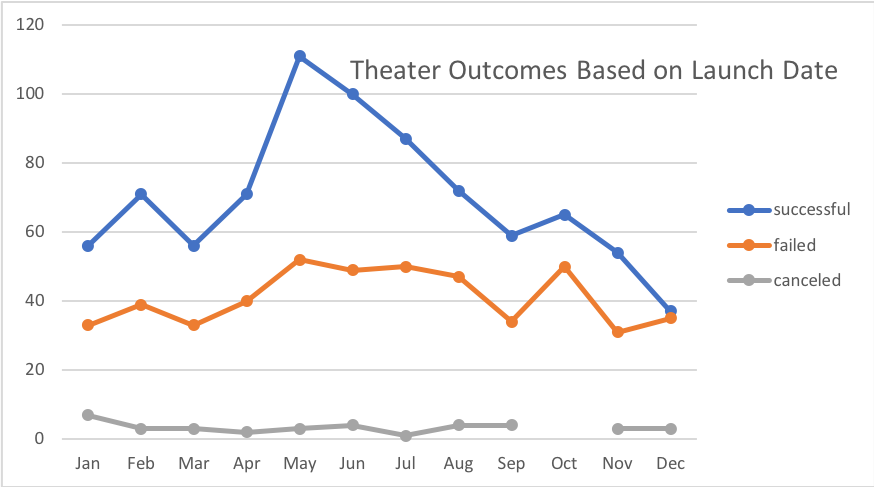 Theater Outcomes Based on Launch Date
120
100
80
60
40
20
0
Jan Feb Mar Apr May Jun Jul Aug Sep Oct Nov Dec
successful
failed
canceled